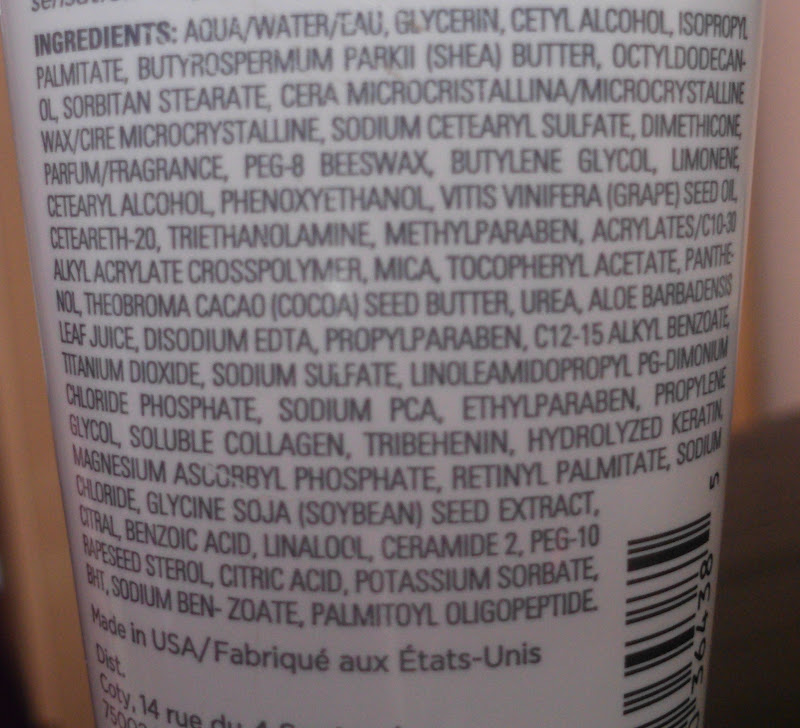 INGREDIENTS: AQUA/WATER/EAU, GLYCERIN, CETYL ALCOHOL, ISOPROPYL
PALMITATE, BUTYROSPERMUM PARKII (SHEA) BUTTER, OCTYLDODECAN-
OL, SORBITAN STEARATE, CERA MICROCRISTALLINA/MICROCRYSTALLINE
WAX/CIRE MICROCRYSTALLINE, SODIUM CETEARYL SULFATE, DIMETHICONE,
PARFUM/FRAGRANCE, PEG-8 BEESWAX, BUTYLENE GLYCOL, LIMONENE,
CETEARYL ALCOHOL, PHENOXYETHANOL, VITIS VINIFERA (GRAPE) SEED OIL,
CETEARETH-20, TRIETHANOLAMINE, METHYLPARABEN, ACRYLATES/C10-30
ALKYL ACRYLATE CROSSPOLYMER, MICA, TOCOPHERYL ACETATE, PANTHE-
NOL, THEOBROMA CACAO (COCOA) SEED BUTTER, UREA, ALOE BARBADENSIS
LEAF JUICE, DISODIUM EDTA, PROPYLPARABEN, C12-15 ALKYL BENZOATE,
TITANIUM DIOXIDE, SODIUM SULFATE, LINOLEAMIDOPROPYL PG-DIMONIUM
CHLORIDE PHOSPHATE, SODIUM PCA, ETHYLPARABEN, PROPYLENE
GLYCOL, SOLUBLE COLLAGEN, TRIBEHENIN, HYDROLYZED KERATIN,
MAGNESIUM ASCORBYL PHOSPHATE, RETINYL PALMITATE, SODIUM
CHLORIDE, GLYCINE SOJA (SOYBEAN) SEED EXTRACT,
CITRAL, BENZOIC ACID, LINALOOL, CERAMIDE 2, PEG-10
RAPESEED STEROL, CITRIC ACID, POTASSIUM SORBATE,
BHT, SODIUM BEN- ZOATE, PALMITOYL OLIGOPEPTIDE.
Made in USA/Fabriqué aux États-Unis
Dist.
Coty, 14 rue du 4
36438 5